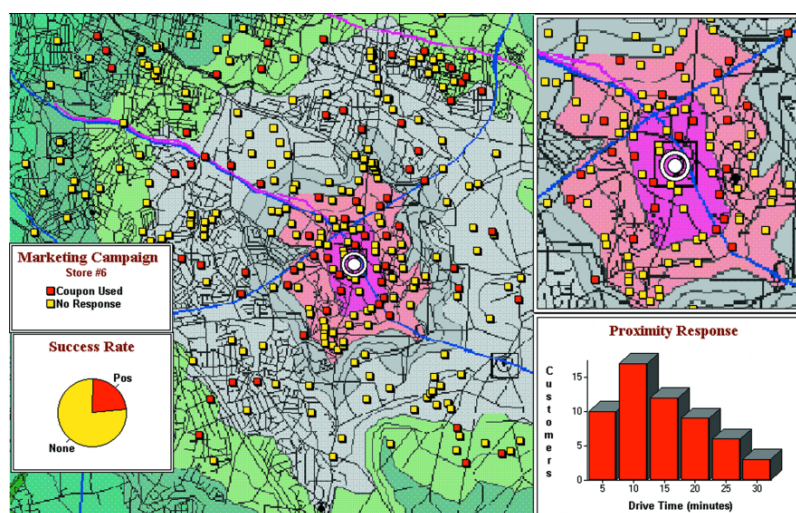 Marketing Campaign
Store #6
Coupon Used
No Response
Success Rate
Pos
None
Proximity Response
Customers
15
10
5
0
5 10 15 20 25 30
Drive Time (minutes)